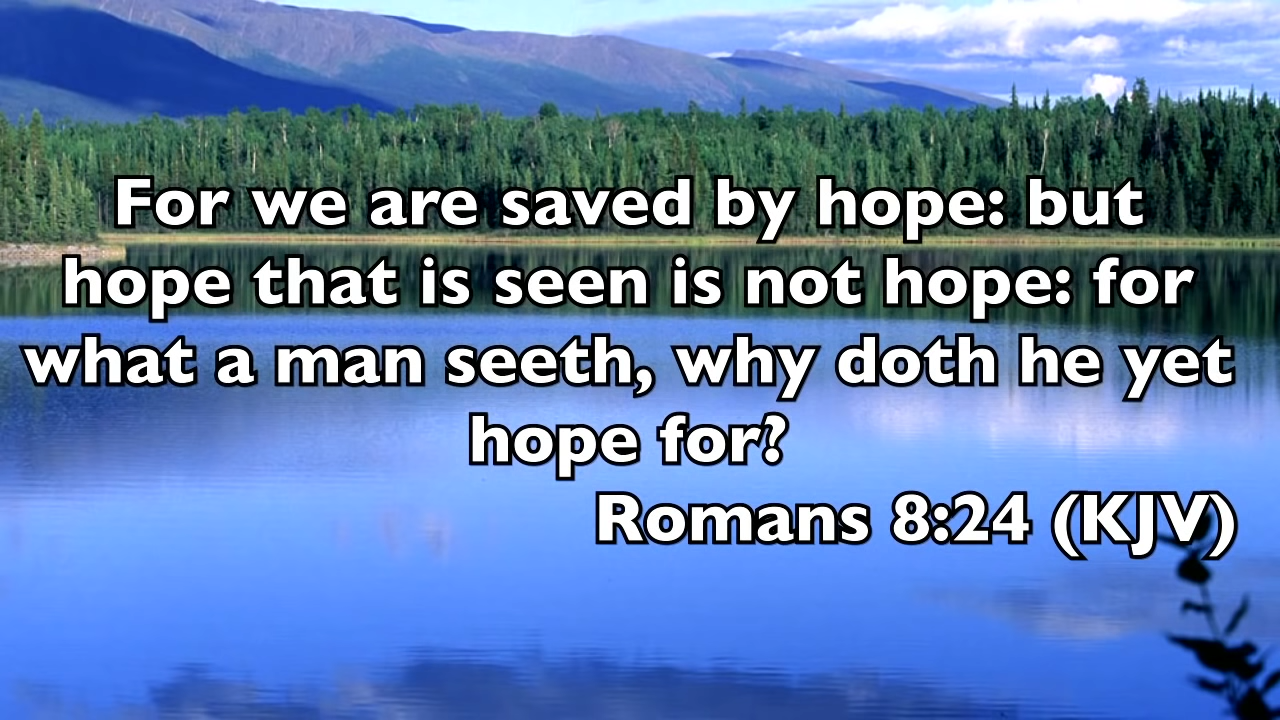 For we are saved by hope: but
hope that is seen is not hope: for
what a man seeth, why doth he yet
hope for?
Romans 8:24 (KJV)